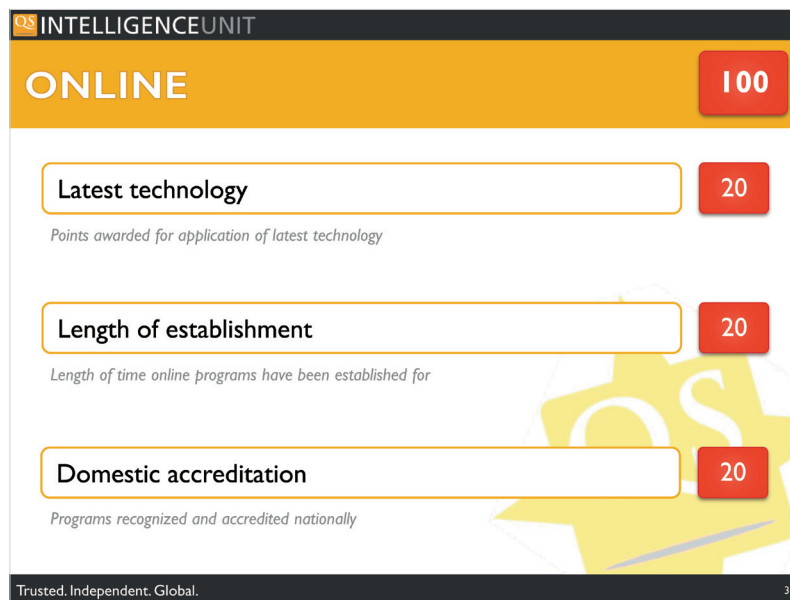 QS INTELLIGENCEUNIT
ONLINE
100
Latest technology
20
Points awarded for application of latest technology
Length of establishment
20
Length of time online programs have been established for
QS
Domestic accreditation
20
Programs recognized and accredited nationally
Trusted. Independent. Global.
3